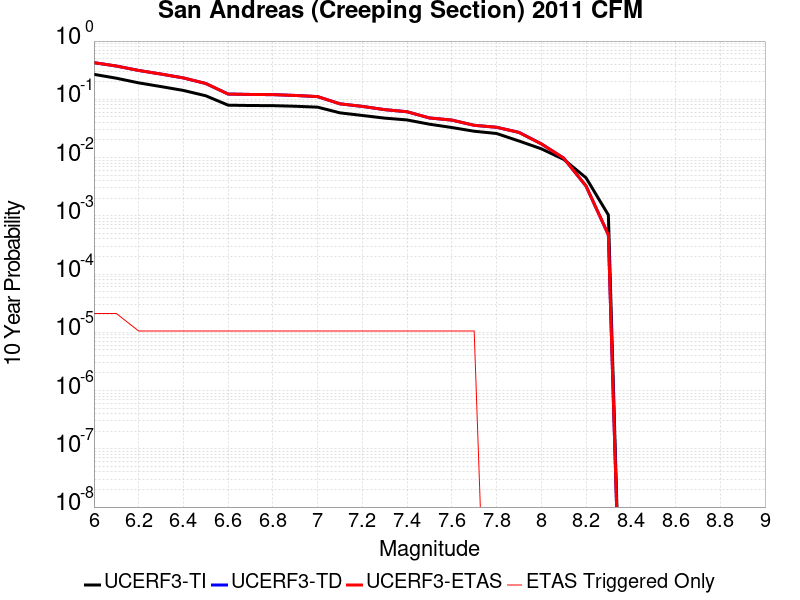 San Andreas (Creeping Section) 2011 CFM
10 Year Probability
10^0
10^-1
10^-2
10^-3
10^-4
10^-5
10^-6
10^-7
10^-8
6 6.2 6.4 6.6 6.8 7 7.2 7.4 7.6 7.8 8 8.2 8.4 8.6 8.8 9
Magnitude
UCERF3-TI UCERF3-TD UCERF3-ETAS ETAS Triggered Only